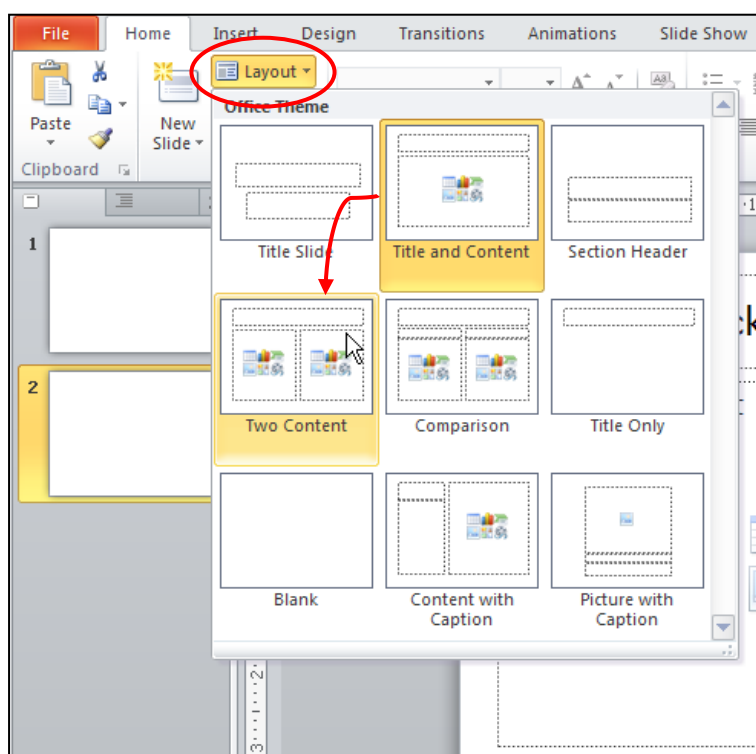 File Home Insert Design Transitions Animations Slide Show
Layout
Paste
New
Slide
Clipboard
Office Theme
Title Slide Title and Content Section Header
Two Content Comparison Title Only
Blank Content with Caption Picture with Caption
1
2